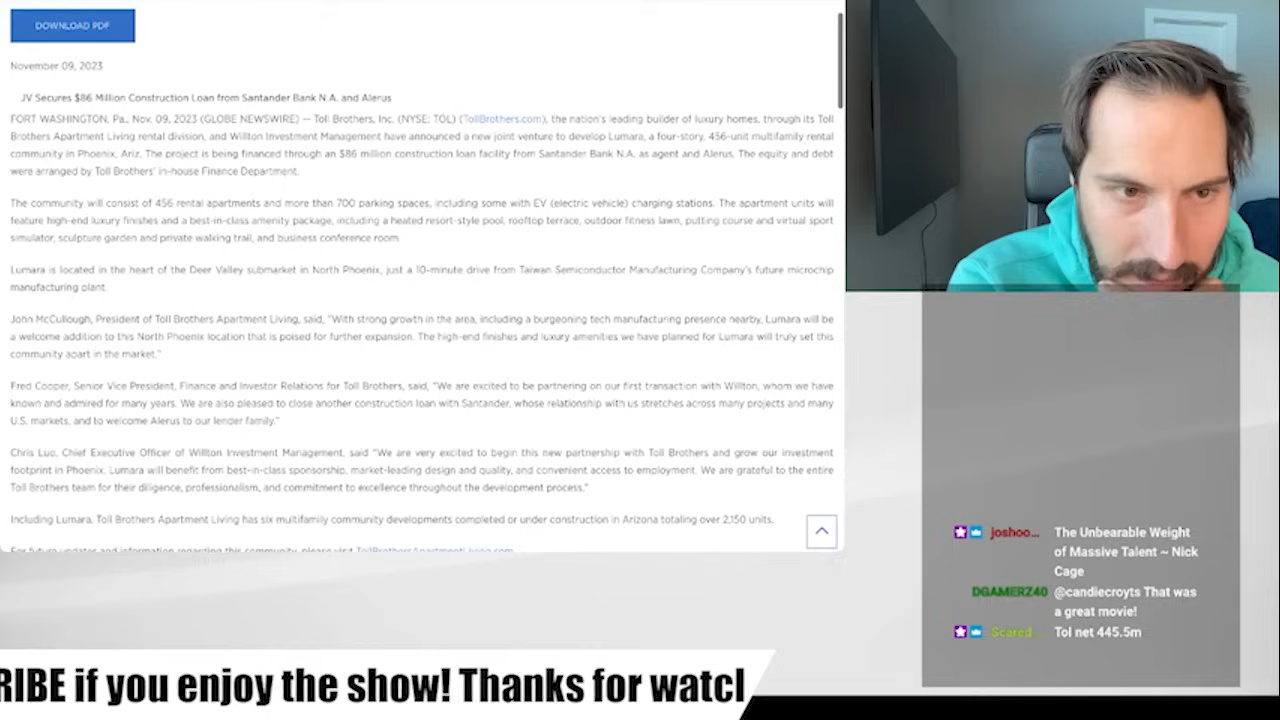 DOWNLOAD PDF
November 09, 2023
JV Secures $86 Million Construction Loan from Santander Bank N.A. and Alerus
FORT WASHINGTON, Pa., Nov. 09, 2023 (GLOBE NEWSWIRE) -- Toll Brothers, Inc. (NYSE: TOL) (TollBrothers.com), the nation's leading builder of luxury homes, through its Toll
Brothers Apartment Living rental division, and Willton Investment Management have announced a new joint venture to develop Lumara, a four-story, 456-unit multifamily rental
community in Phoenix, Ariz. The project is being financed through an $86 million construction loan facility from Santander Bank N.A. as agent and Alerus. The equity and debt
were arranged by Toll Brothers' in-house Finance Department.
The community will consist of 456 rental apartments and more than 700 parking spaces, including some with EV (electric vehicle) charging stations. The apartment units will
feature high-end luxury finishes and a best-in-class amenity package, including a heated resort-style pool, rooftop terrace, outdoor fitness lawn, putting course and virtual sport
simulator, sculpture garden and private walking trail, and business conference room.
Lumara is located in the heart of the Deer Valley submarket in North Phoenix, just a 10-minute drive from Taiwan Semiconductor Manufacturing Company's future microchip
manufacturing plant.
John McCullough, President of Toll Brothers Apartment Living, said, "With strong growth in the area, including a burgeoning tech manufacturing presence nearby, Lumara will be
a welcome addition to this North Phoenix location that is poised for further expansion. The high-end finishes and luxury amenities we have planned for Lumara will truly set this
community apart in the market."
Fred Cooper, Senior Vice President, Finance and Investor Relations for Toll Brothers, said, "We are excited to be partnering on our first transaction with Willton, whom we have
known and admired for many years. We are also pleased to close another construction loan with Santander, whose relationship with us stretches across many projects and many
U.S. markets, and to welcome Alerus to our lender family."
Chris Luo, Chief Executive Officer of Willton Investment Management, said "We are very excited to begin this new partnership with Toll Brothers and grow our investment
footprint in Phoenix. Lumara will benefit from best-in-class sponsorship, market-leading design and quality, and convenient access to employment. We are grateful to the entire
Toll Brothers team for their diligence, professionalism, and commitment to excellence throughout the development process."
Including Lumara, Toll Brothers Apartment Living has six multifamily community developments completed or under construction in Arizona totaling over 2,150 units.
For future updates and information regarding this community, please visit TollBrothersApartmentLiving.com
joshoo... The Unbearable Weight
of Massive Talent ~ Nick
Cage
DGAMERZ40 @candiecroyts That was
a great movie!
Scared... Tol net 445.5m
RIBE if you enjoy the show! Thanks for watcl